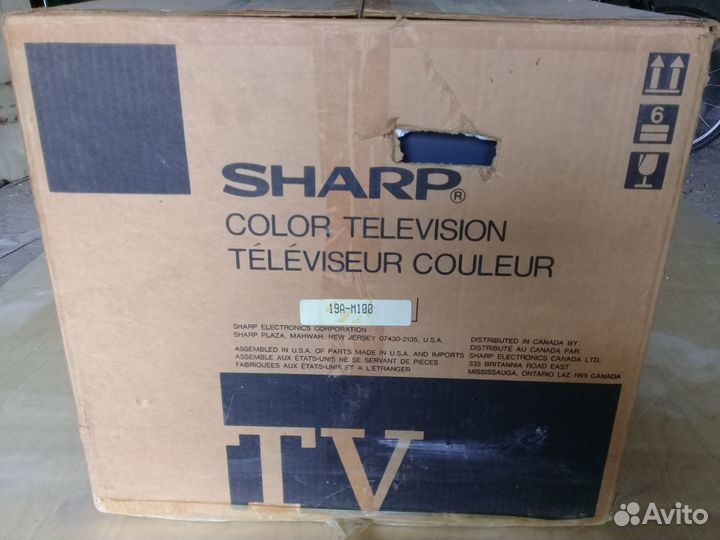 6
SHARP®
COLOR TELEVISION
TÉLÉVISEUR COULEUR
19A-M100
SHARP ELECTRONICS CORPORATION
SHARP PLAZA, MAHWAH, NEW JERSEY 07430-2135, U.S.A.
ASSEMBLED IN U.S.A. OF PARTS MADE IN U.S.A. AND IMPORTS
ASSEMBLE AUX ÉTATS-UNIS NE SE SERVANT DE PIÈCES
FABRIQUÉES AUX ÉTATS-UNIS ET A L'ÉTRANGER
DISTRIBUTED IN CANADA BY:
DISTRIBUÉ AU CANADA PAR:
SHARP ELECTRONICS CANADA LTD.
335 BRITANNIA ROAD EAST
MISSISSAUGA, ONTARIO L4Z 1W9 CANADA
TV
Avito